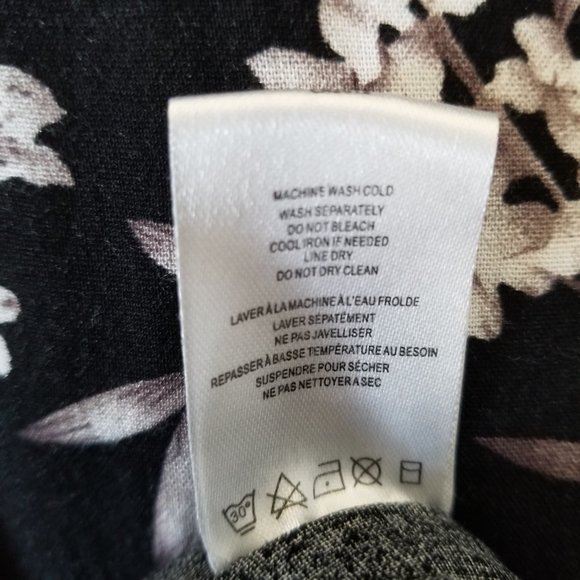 MACHINE WASH COLD
WASH SEPARATELY
DO NOT BLEACH
COOL IRON IF NEEDED
LINE DRY
DO NOT DRY CLEAN
LAVER À LA MACHINE À L'EAU FROLDE
LAVER SÉPATÉMENT
NE PAS JAVELLISER
REPASSER À BASSE TEMPÉRATURE AU BESOIN
SUSPENDRE POUR SÉCHER
NE PAS NETTOYER A SEC
30°